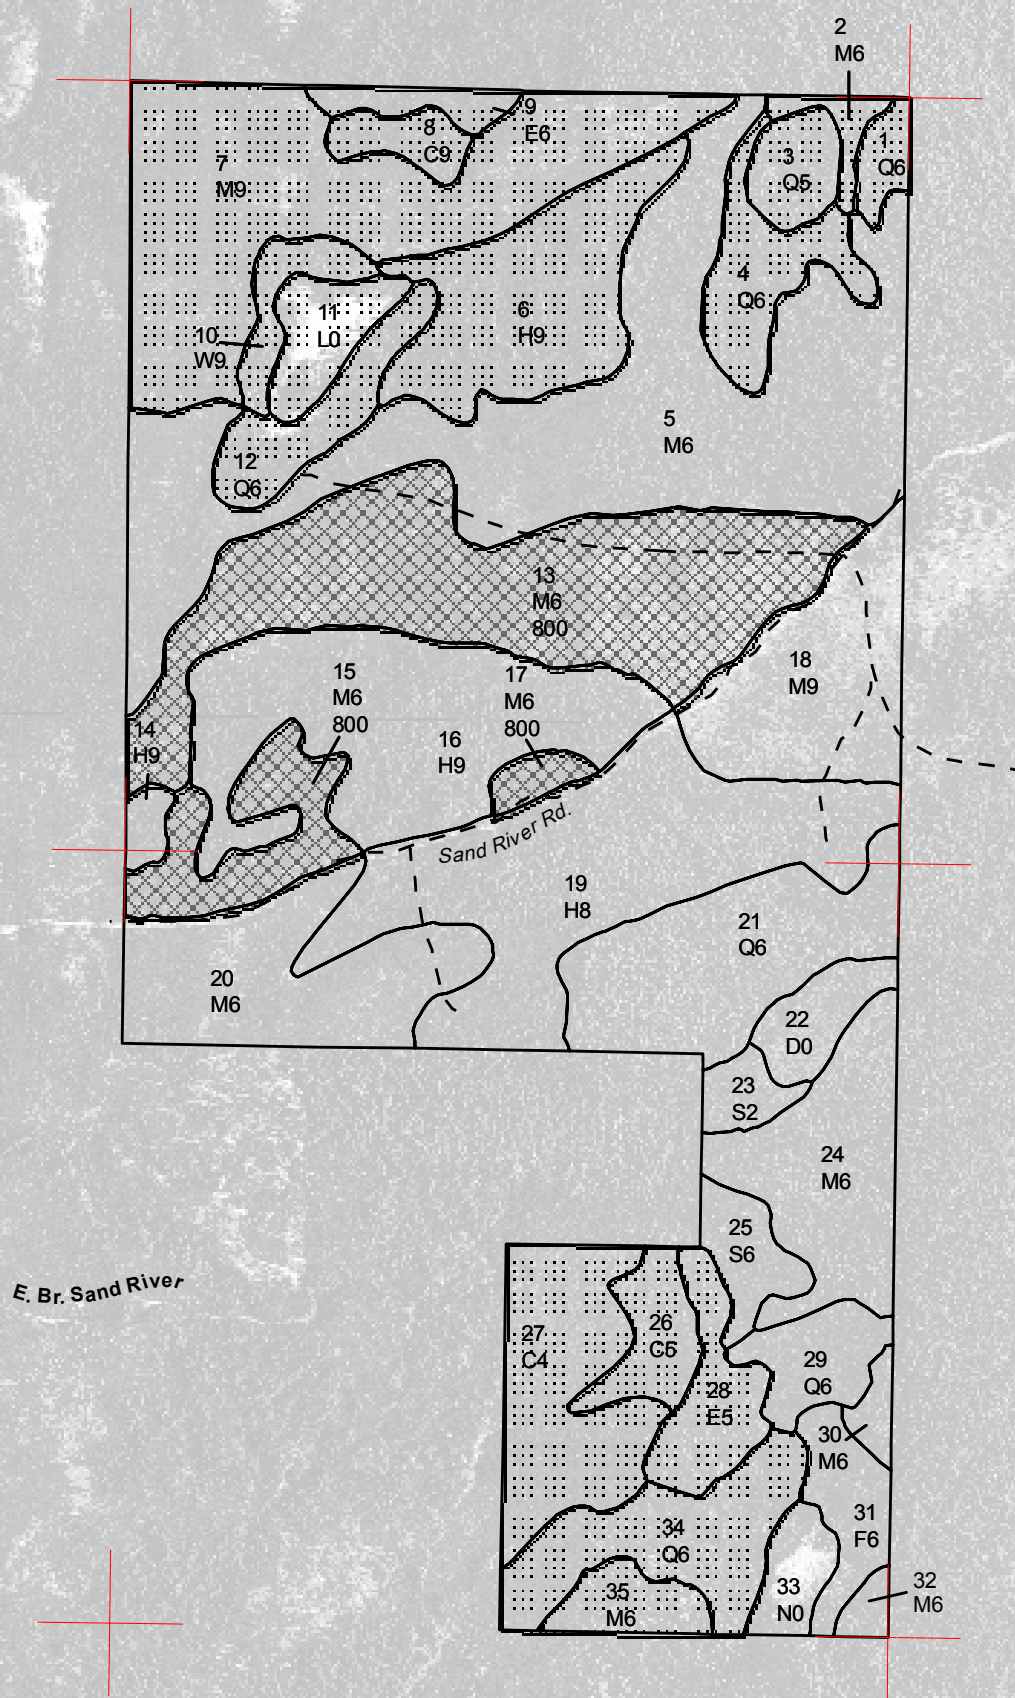 2
M6
9
E6
8
C9
1
Q6
3
Q5
7
M9
4
Q6
6
H9
11
L0
10
W9
5
M6
12
Q6
13
M6
800
18
M9
15
M6
800
17
M6
800
14
H9
16
H9
Sand River Rd.
19
H8
21
Q6
20
M6
22
D0
23
S2
24
M6
25
S6
E. Br. Sand River
26
C5
27
C4
29
Q6
28
E5
30
M6
31
F6
34
Q6
32
M6
33
N0
35
M6